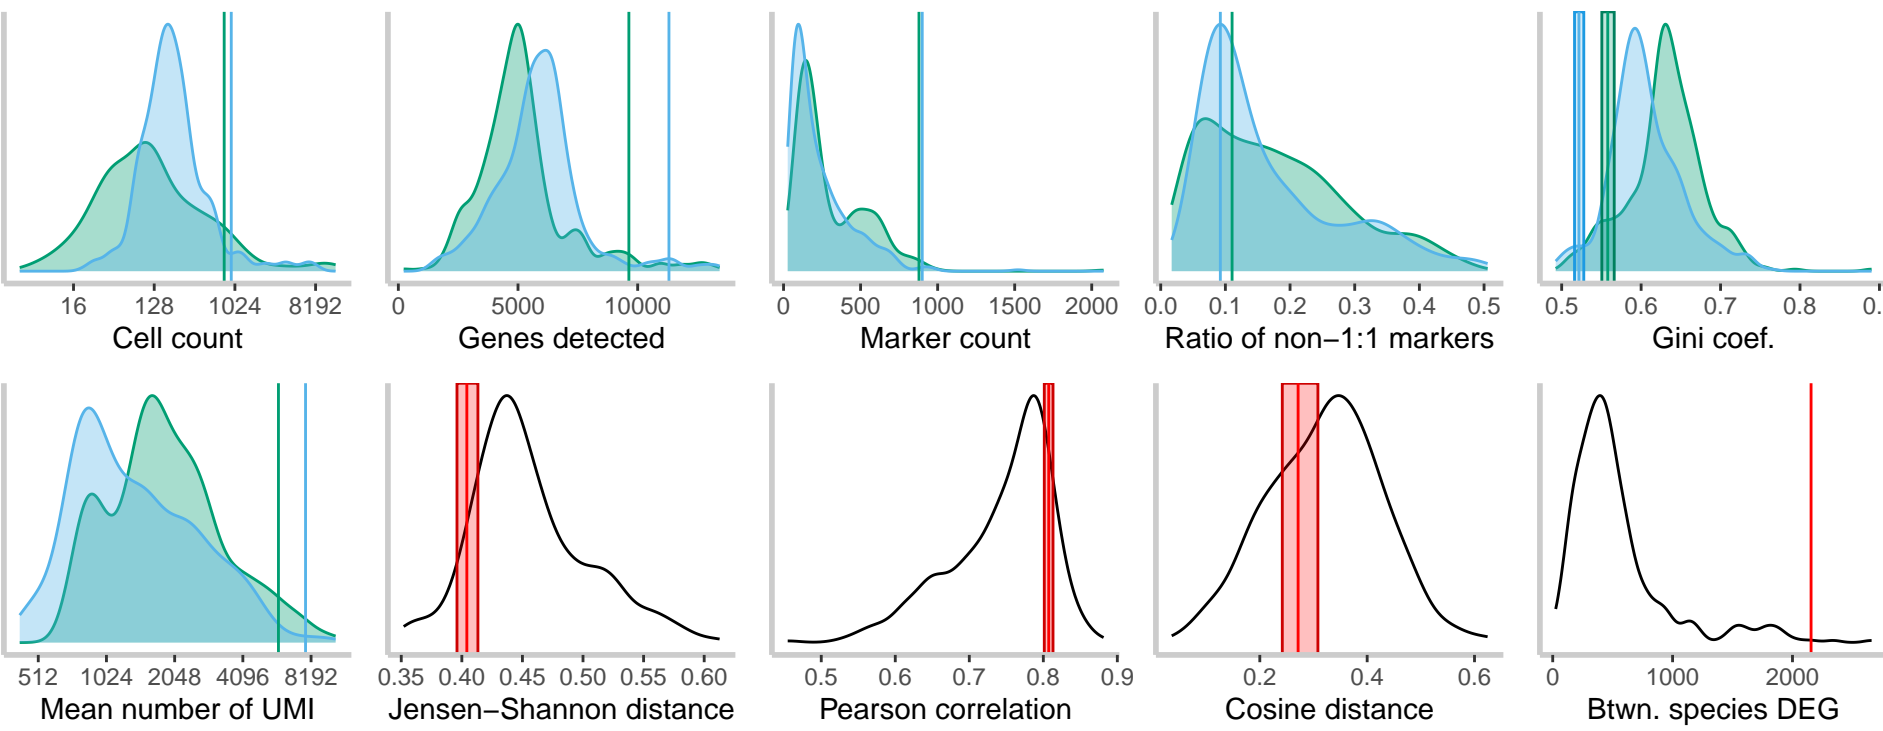 16 128 1024 8192
Cell count
0 5000 10000
Genes detected
0 500 1000 1500 2000
Marker count
0.0 0.1 0.2 0.3 0.4 0.5
Ratio of non−1:1 markers
0.5 0.6 0.7 0.8 0.
Gini coef.
512 1024 2048 4096 8192
Mean number of UMI
0.35 0.40 0.45 0.50 0.55 0.60
Jensen−Shannon distance
0.5 0.6 0.7 0.8 0.9
Pearson correlation
0.2 0.4 0.6
Cosine distance
0 1000 2000
Btwn. species DEG